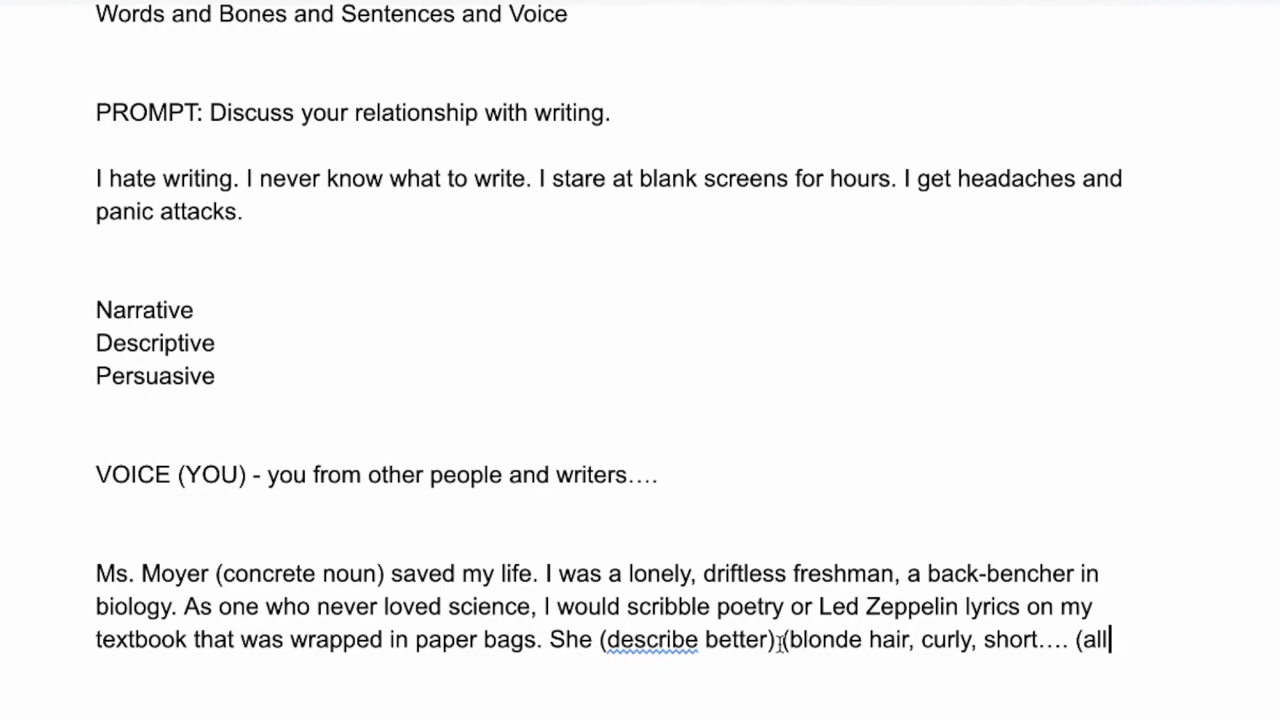 Words and Bones and Sentences and Voice
PROMPT: Discuss your relationship with writing.
I hate writing. I never know what to write. I stare at blank screens for hours. I get headaches and
panic attacks.
Narrative
Descriptive
Persuasive
VOICE (YOU) - you from other people and writers….
Ms. Moyer (concrete noun) saved my life. I was a lonely, driftless freshman, a back-bencher in
biology. As one who never loved science, I would scribble poetry or Led Zeppelin lyrics on my
textbook that was wrapped in paper bags. She (describe better) (blonde hair, curly, short…. (all